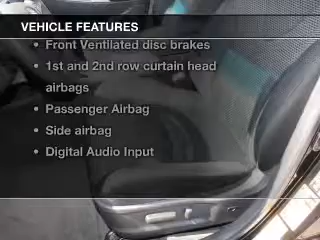 VEHICLE FEATURES
• Front Ventilated disc brakes
• 1st and 2nd row curtain head
airbags
• Passenger Airbag
• Side airbag
• Digital Audio Input